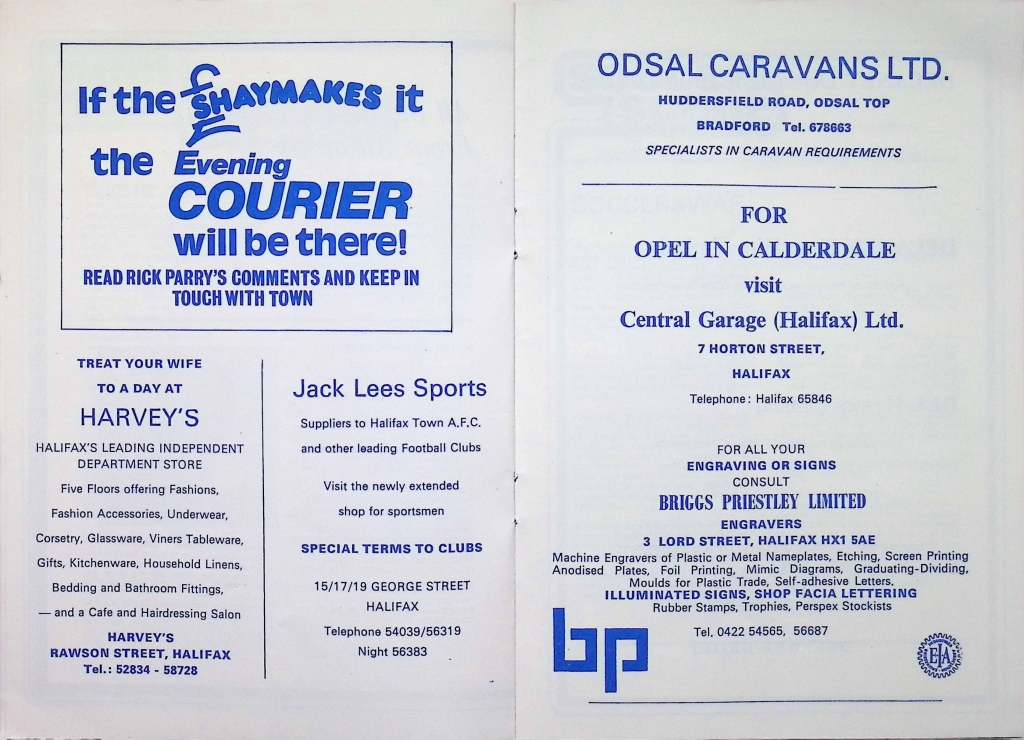 If the SHAYMAKES it
the Evening
COURIER
will be there!
READ RICK PARRY'S COMMENTS AND KEEP IN
TOUCH WITH TOWN
TREAT YOUR WIFE
TO A DAY AT
HARVEY'S
HALIFAX'S LEADING INDEPENDENT
DEPARTMENT STORE
Five Floors offering Fashions,
Fashion Accessories, Underwear,
Corsetry, Glassware, Viners Tableware,
Gifts, Kitchenware, Household Linens,
Bedding and Bathroom Fittings,
— and a Cafe and Hairdressing Salon
HARVEY'S
RAWSON STREET, HALIFAX
Tel.: 52834 - 58728
Jack Lees Sports
Suppliers to Halifax Town A.F.C.
and other leading Football Clubs
Visit the newly extended
shop for sportsmen
SPECIAL TERMS TO CLUBS
15/17/19 GEORGE STREET
HALIFAX
Telephone 54039/56319
Night 56383
ODSAL CARAVANS LTD.
HUDDERSFIELD ROAD, ODSAL TOP
BRADFORD Tel. 678663
SPECIALISTS IN CARAVAN REQUIREMENTS
FOR
OPEL IN CALDERDALE
visit
Central Garage (Halifax) Ltd.
7 HORTON STREET,
HALIFAX
Telephone: Halifax 65846
FOR ALL YOUR
ENGRAVING OR SIGNS
CONSULT
BRIGGS PRIESTLEY LIMITED
ENGRAVERS
3 LORD STREET, HALIFAX HX1 5AE
Machine Engravers of Plastic or Metal Nameplates, Etching, Screen Printing
Anodised Plates, Foil Printing, Mimic Diagrams, Graduating-Dividing,
Moulds for Plastic Trade, Self-adhesive Letters.
ILLUMINATED SIGNS, SHOP FACIA LETTERING
Rubber Stamps, Trophies, Perspex Stockists
bp
Tel. 0422 54565, 56687
EJA